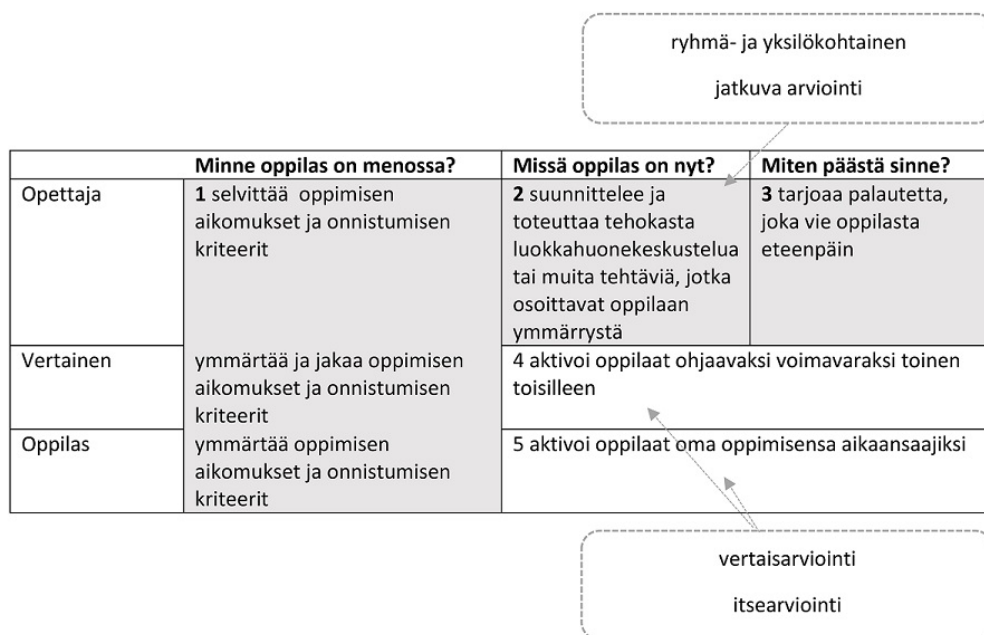 ryhmä- ja yksilökohtainen
jatkuva arviointi
Minne oppilas on menossa?
Missä oppilas on nyt?
Miten päästä sinne?
Opettaja
1 selvittää oppimisen
aikomukset ja onnistumisen
kriteerit
2 suunnittelee ja
toteuttaa tehokasta
luokkahuonekeskustelua
tai muita tehtäviä, jotka
osoittavat oppilaan
ymmärrystä
3 tarjoaa palautetta,
joka vie oppilasta
eteenpäin
Vertainen
ymmärtää ja jakaa oppimisen
aikomukset ja onnistumisen
kriteerit
4 aktivoi oppilaat ohjaavaksi voimavaraksi toinen
toisilleen
Oppilas
ymmärtää oppimisen
aikomukset ja onnistumisen
kriteerit
5 aktivoi oppilaat oma oppimisensa aikaansaajiksi
vertaisarviointi
itsearviointi